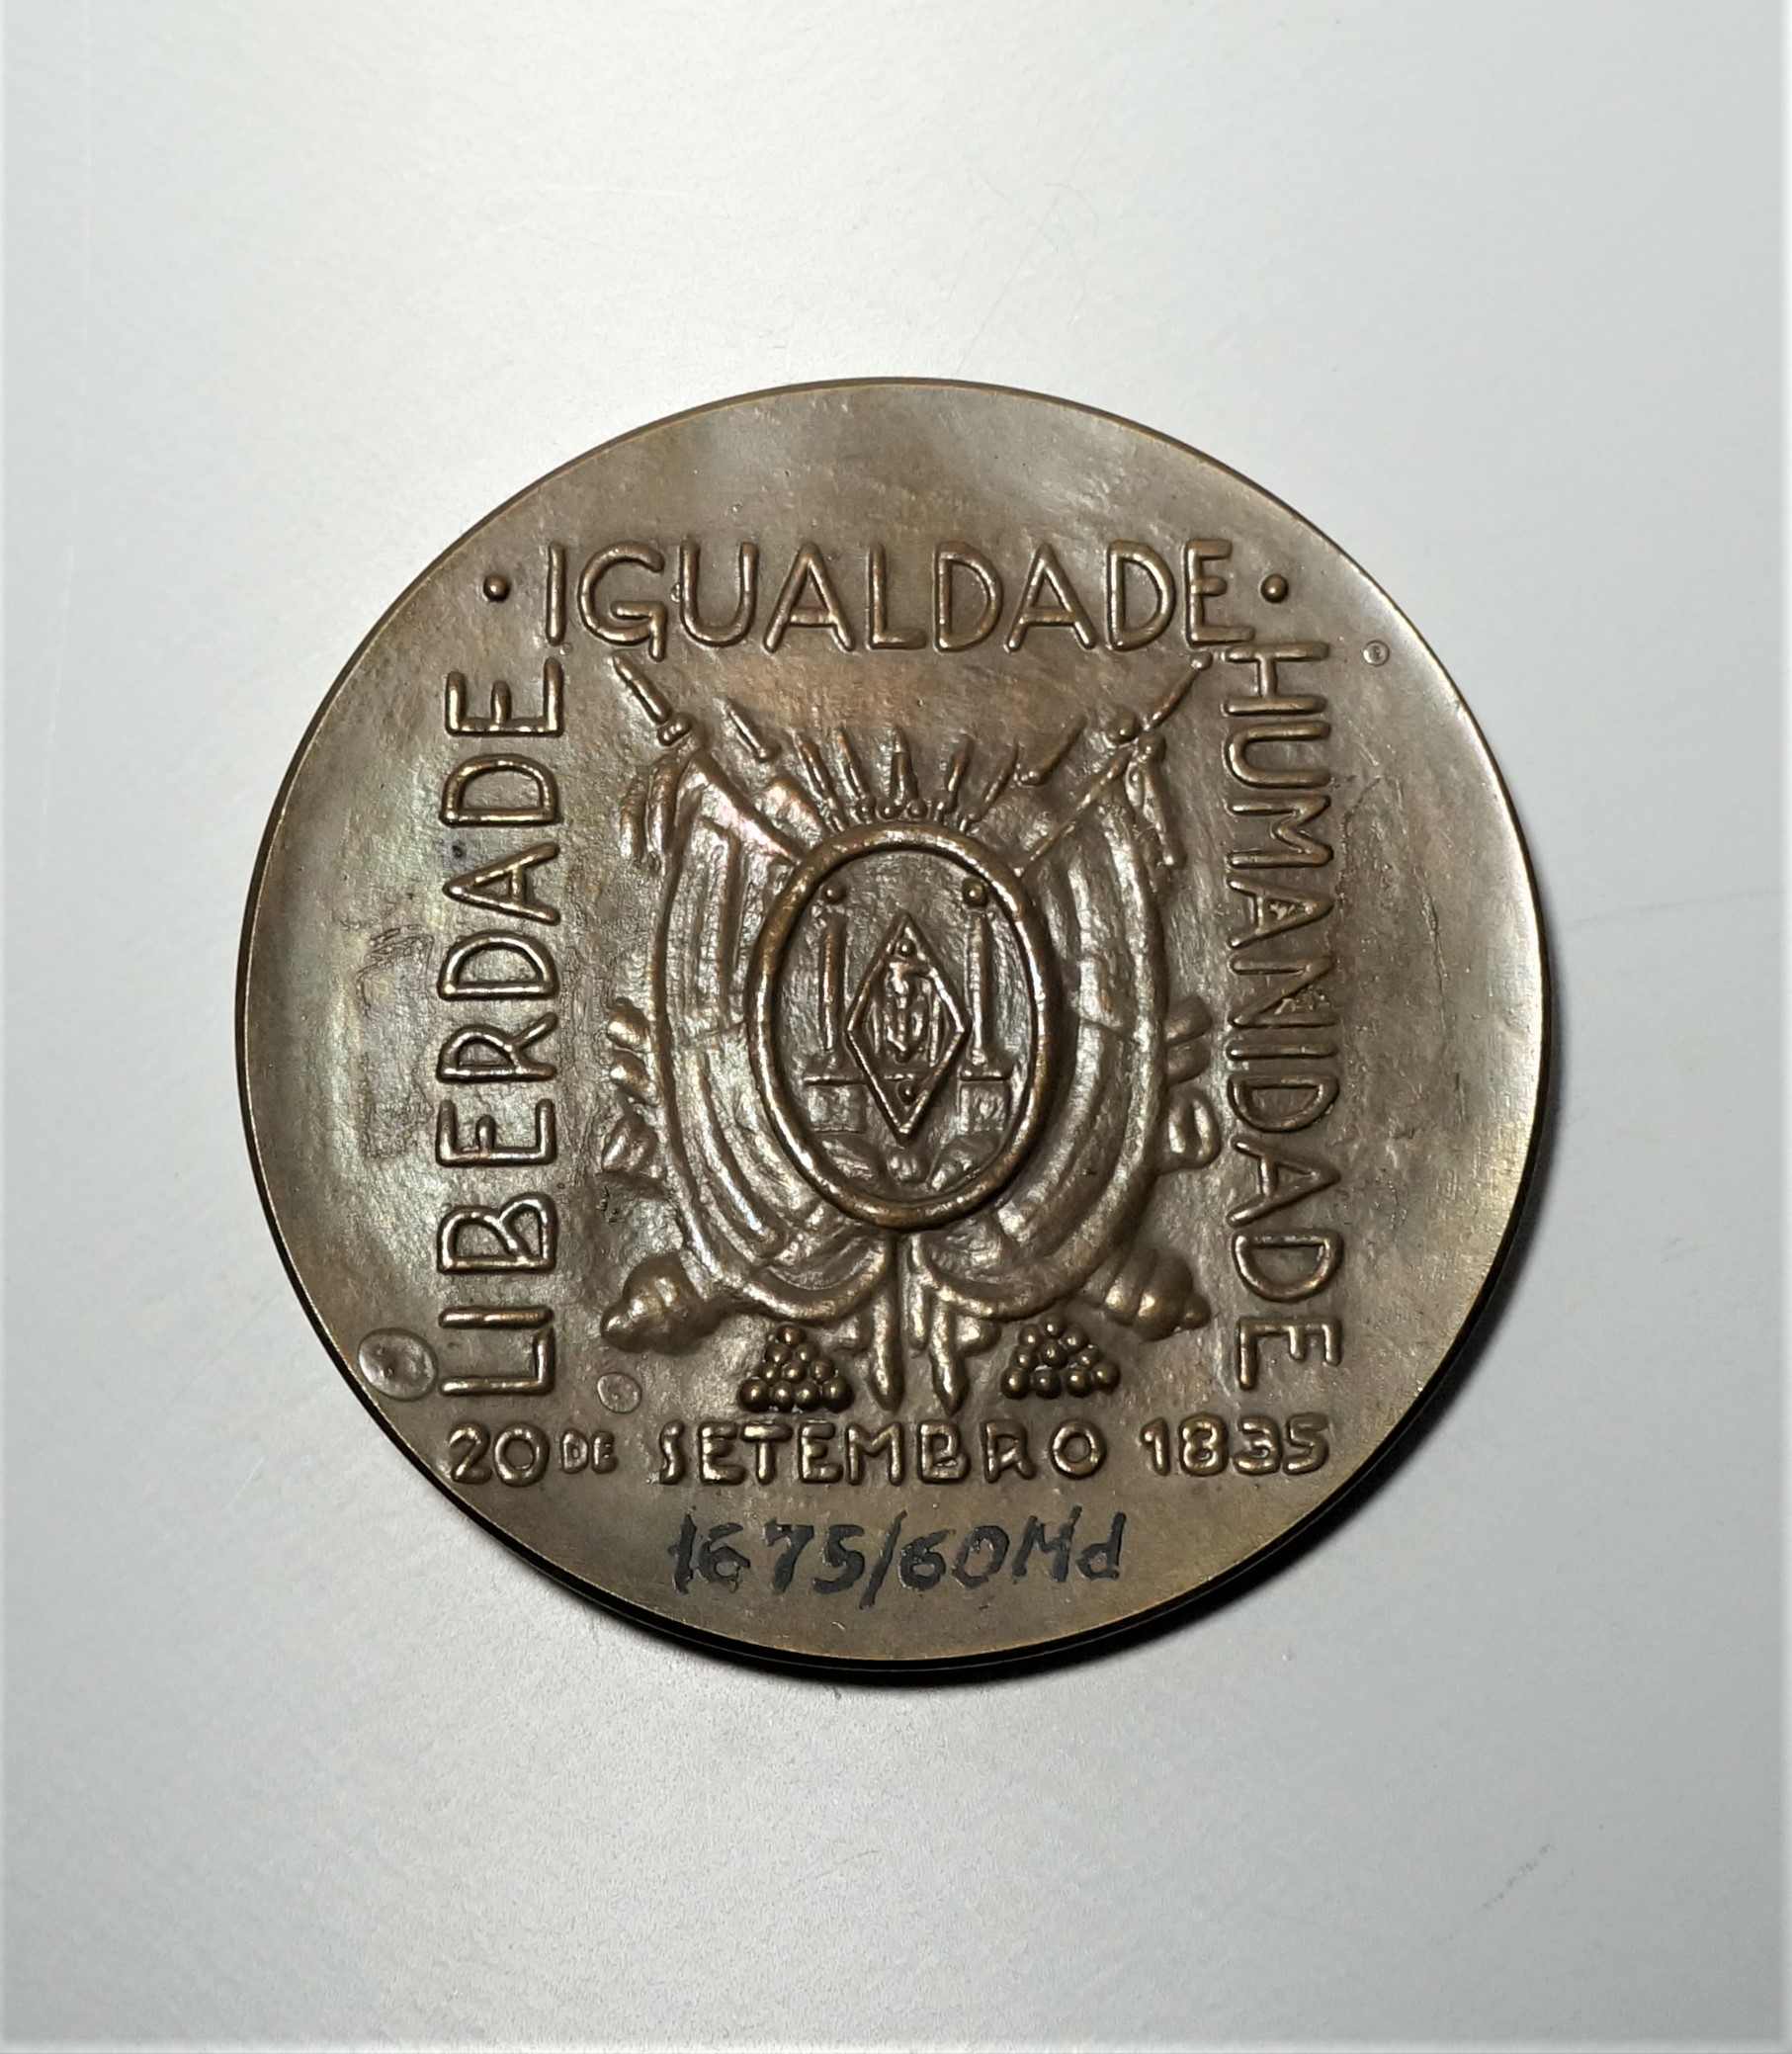 LIBERDADE
• IGUALDADE •
HUMANIDADE
20 DE SETEMBRO 1835
1675/60Md